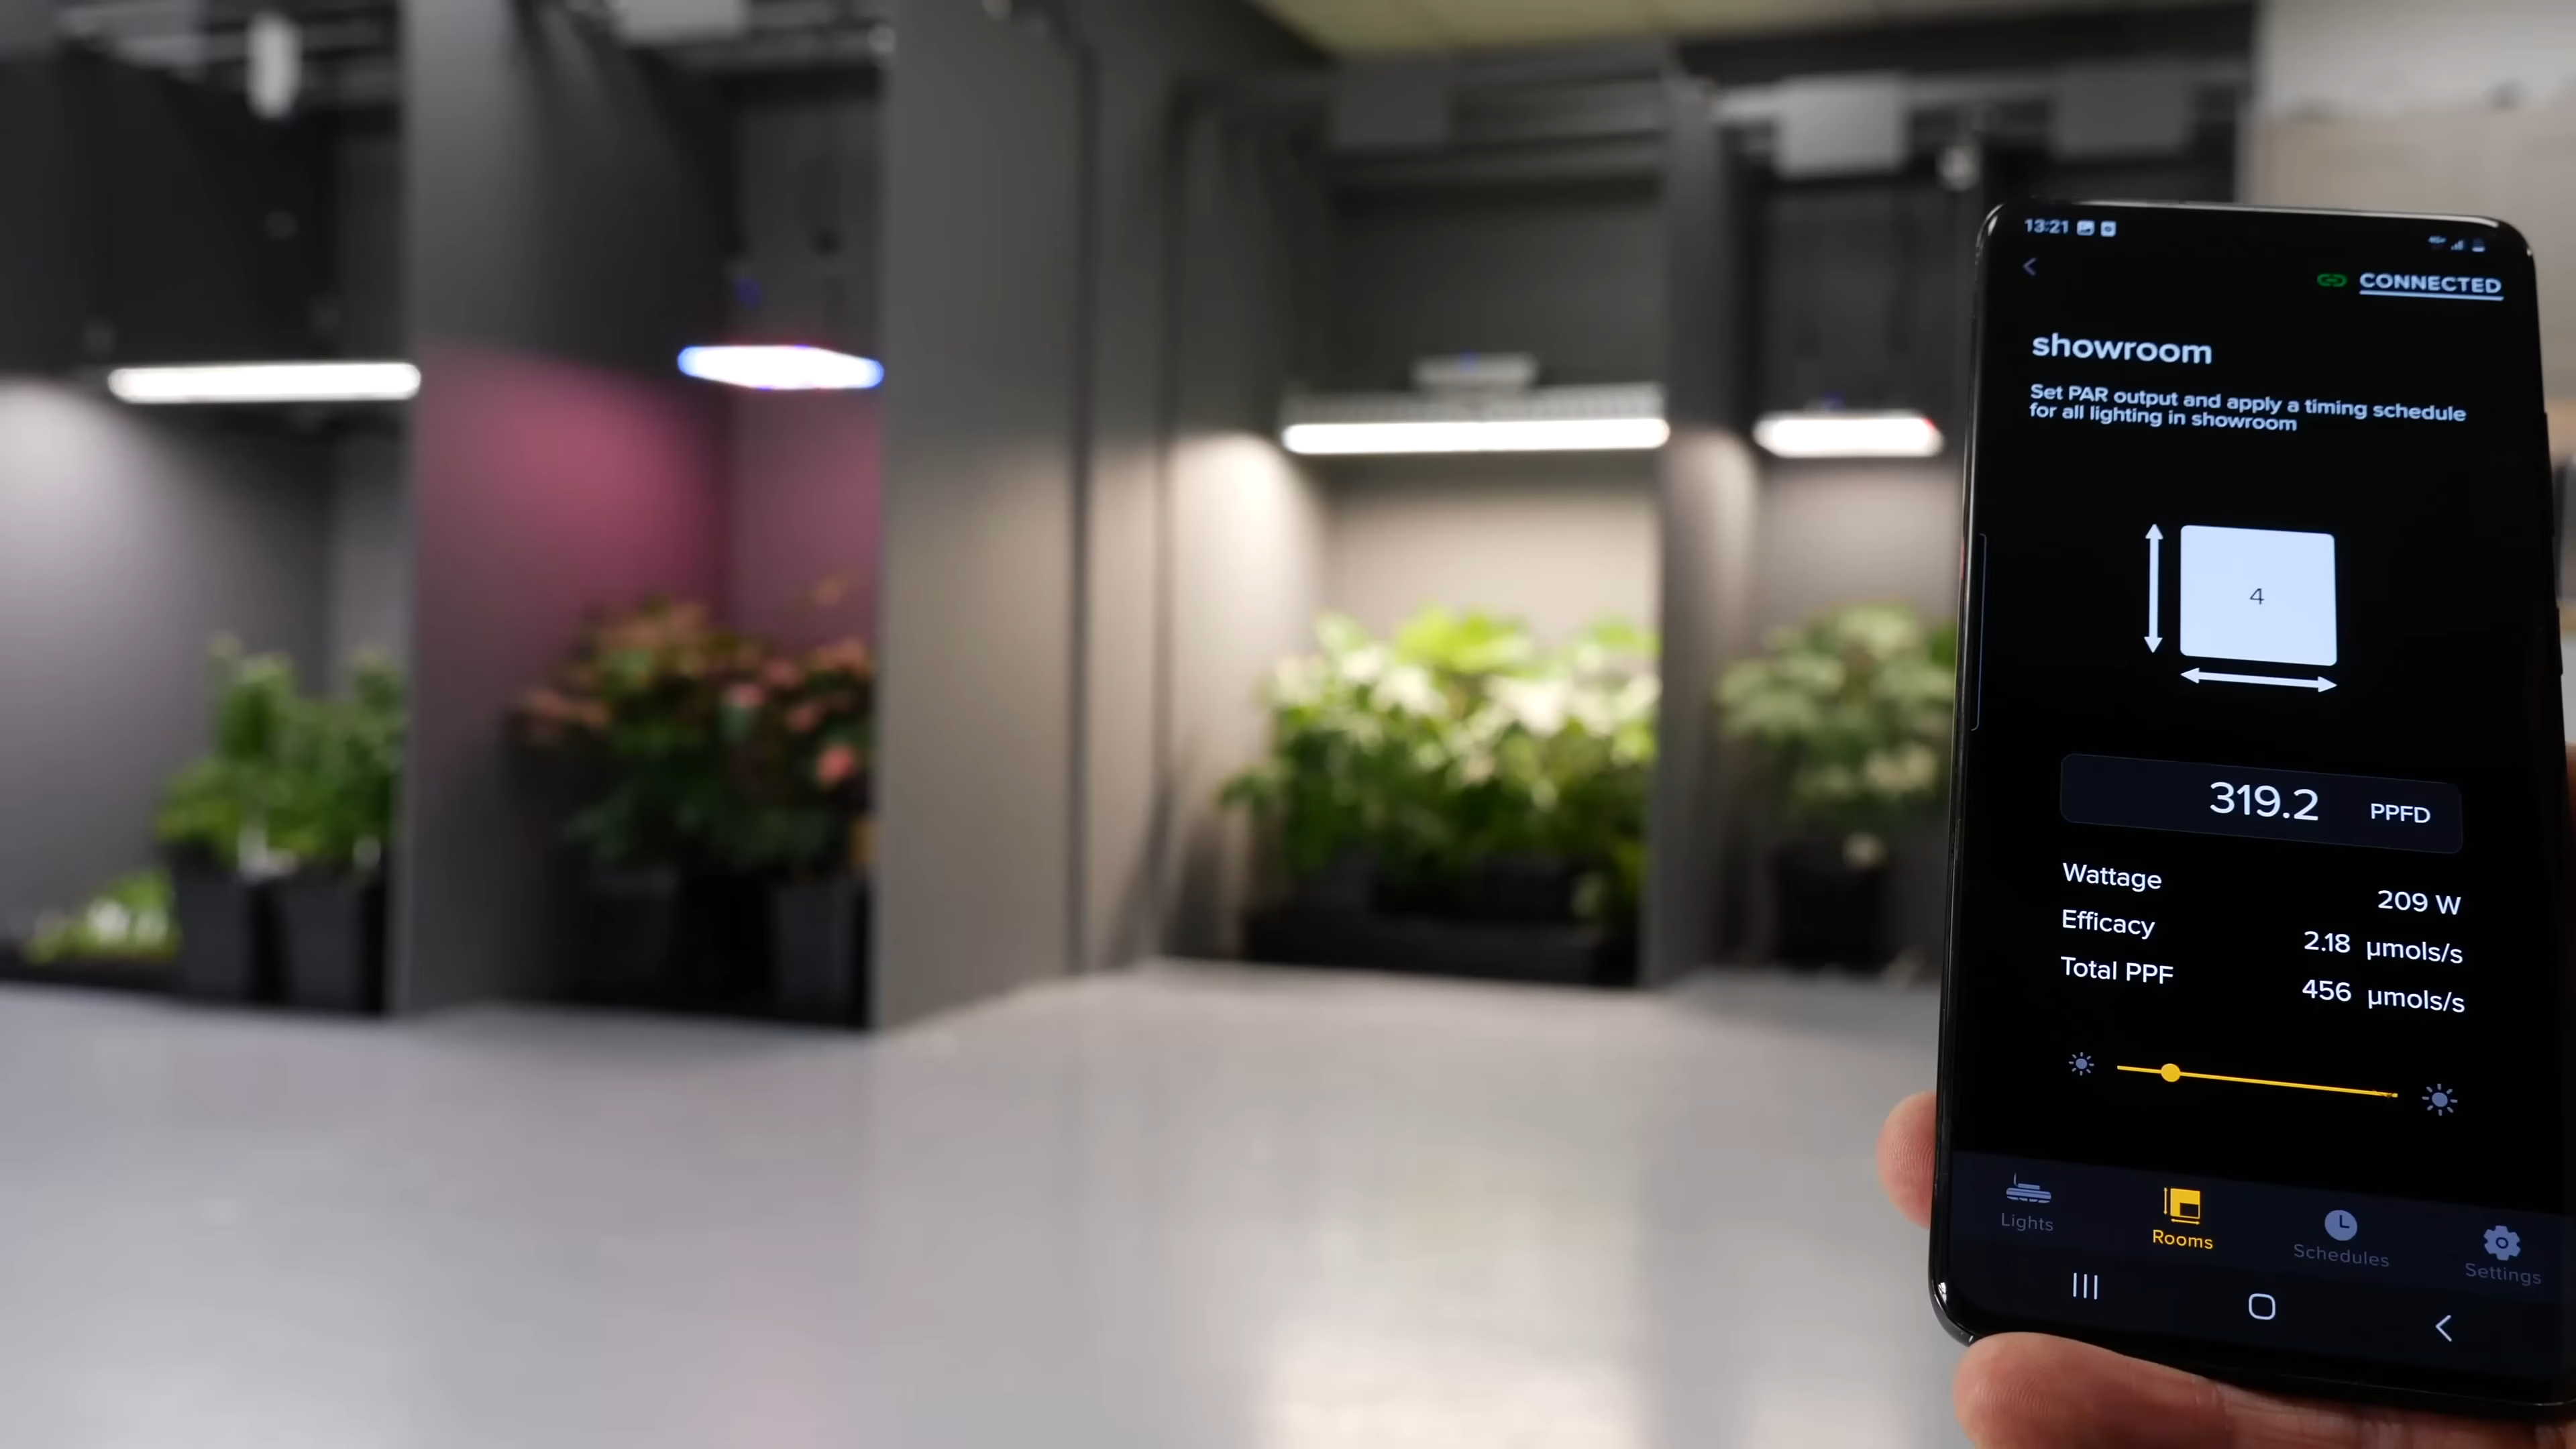 13:21
CONNECTED
showroom
Set PAR output and apply a timing schedule
for all lighting in showroom
4
319.2 PPFD
Wattage 209 W
Efficacy 2.18 µmols/s
Total PPF 456 µmols/s
Lights Rooms Schedules Settings